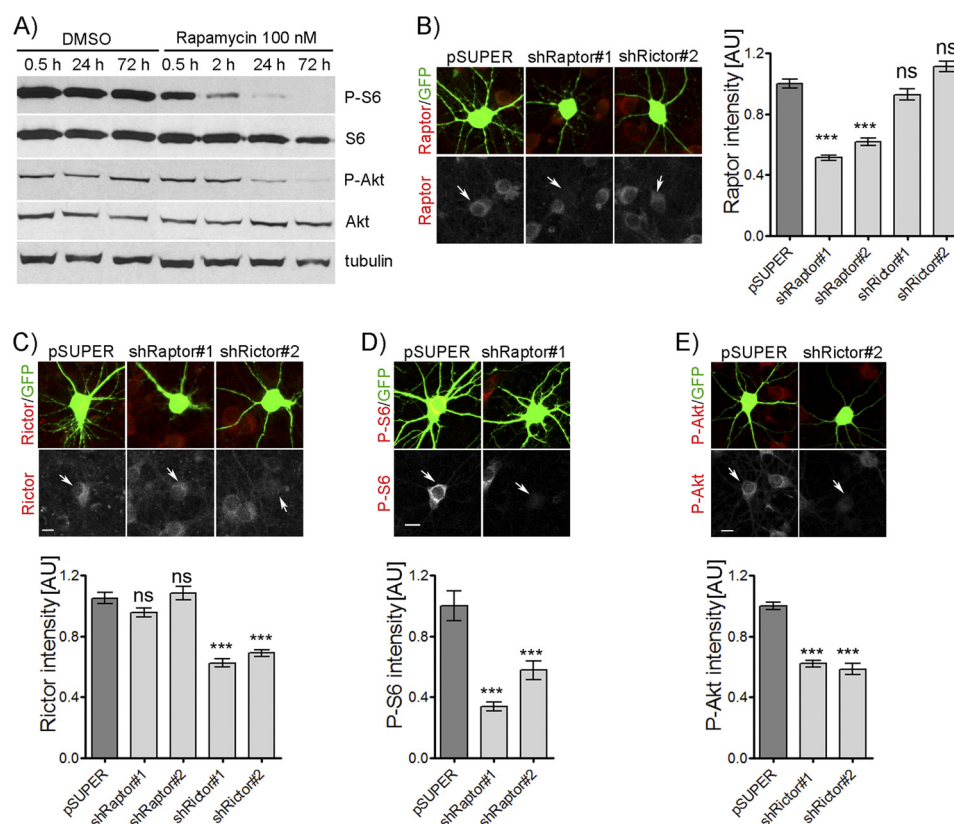 A)
DMSO
Rapamycin 100 nM
0.5 h 24 h 72 h 0.5 h 2 h 24 h 72 h
P-S6
S6
P-Akt
Akt
tubulin
B)
pSUPER shRaptor#1 shRictor#2
Raptor/GFP
Raptor
Raptor intensity [AU]
1.2
0.8
0.4
0.0
*** *** ns ns
pSUPER
shRaptor#1
shRaptor#2
shRictor#1
shRictor#2
C)
pSUPER shRaptor#1 shRictor#2
Rictor/GFP
Rictor
Rictor intensity [AU]
1.2
0.8
0.4
0.0
ns ns *** ***
pSUPER
shRaptor#1
shRaptor#2
shRictor#1
shRictor#2
D)
pSUPER shRaptor#1
P-S6/GFP
P-S6
P-S6 intensity [AU]
1.2
0.8
0.4
0.0
*** ***
pSUPER
shRaptor#1
shRaptor#2
E)
pSUPER shRictor#2
P-Akt/GFP
P-Akt
P-Akt intensity [AU]
1.2
0.8
0.4
0.0
*** ***
pSUPER
shRictor#1
shRictor#2